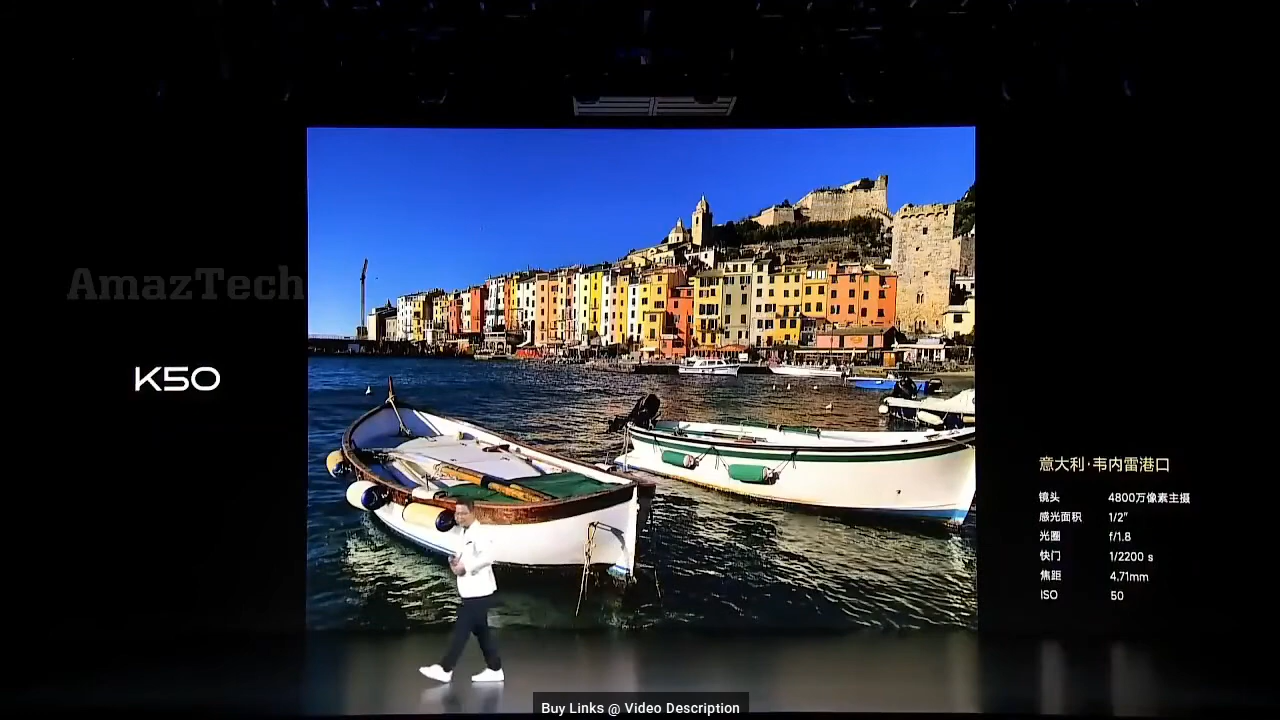 AmazTech
K50
意大利·韦内雷港口
镜头 4800万像素主摄
感光面积 1/2"
光圈 f/1.8
快门 1/2200 s
焦距 4.71mm
ISO 50
Buy Links @ Video Description